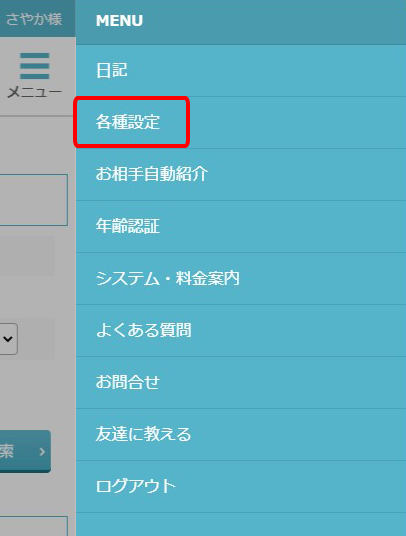 さやか様
メニュー
索
MENU
日記
各種設定
お相手自動紹介
年齢認証
システム・料金案内
よくある質問
お問合せ
友達に教える
ログアウト